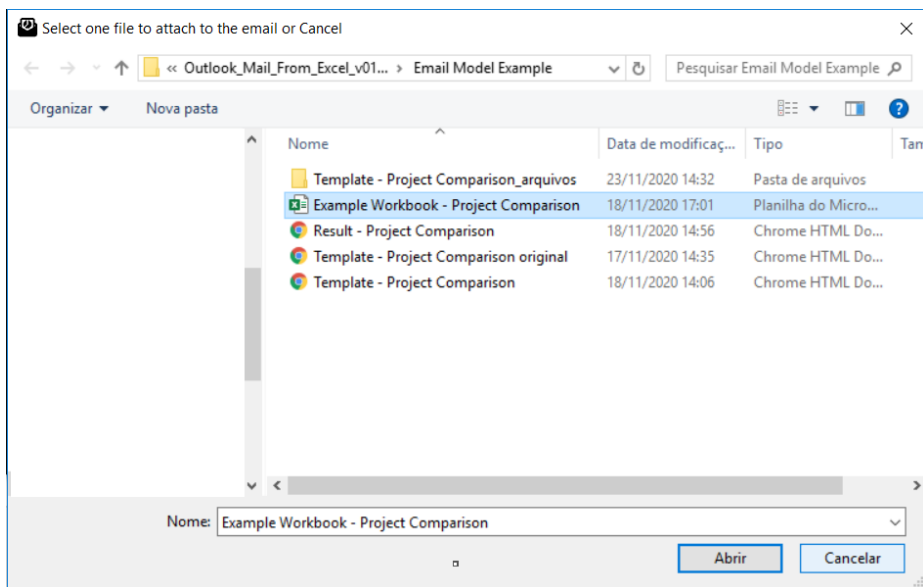 Select one file to attach to the email or Cancel
« Outlook_Mail_From_Excel_v01... › Email Model Example Pesquisar Email Model Example
Organizar Nova pasta ?
Nome Data de modificaç... Tipo Tan
Template - Project Comparison_arquivos 23/11/2020 14:32 Pasta de arquivos
Example Workbook - Project Comparison 18/11/2020 17:01 Planilha do Micro...
Result - Project Comparison 18/11/2020 14:56 Chrome HTML Do...
Template - Project Comparison original 17/11/2020 14:35 Chrome HTML Do...
Template - Project Comparison 18/11/2020 14:06 Chrome HTML Do...
Nome: Example Workbook - Project Comparison
Abrir Cancelar